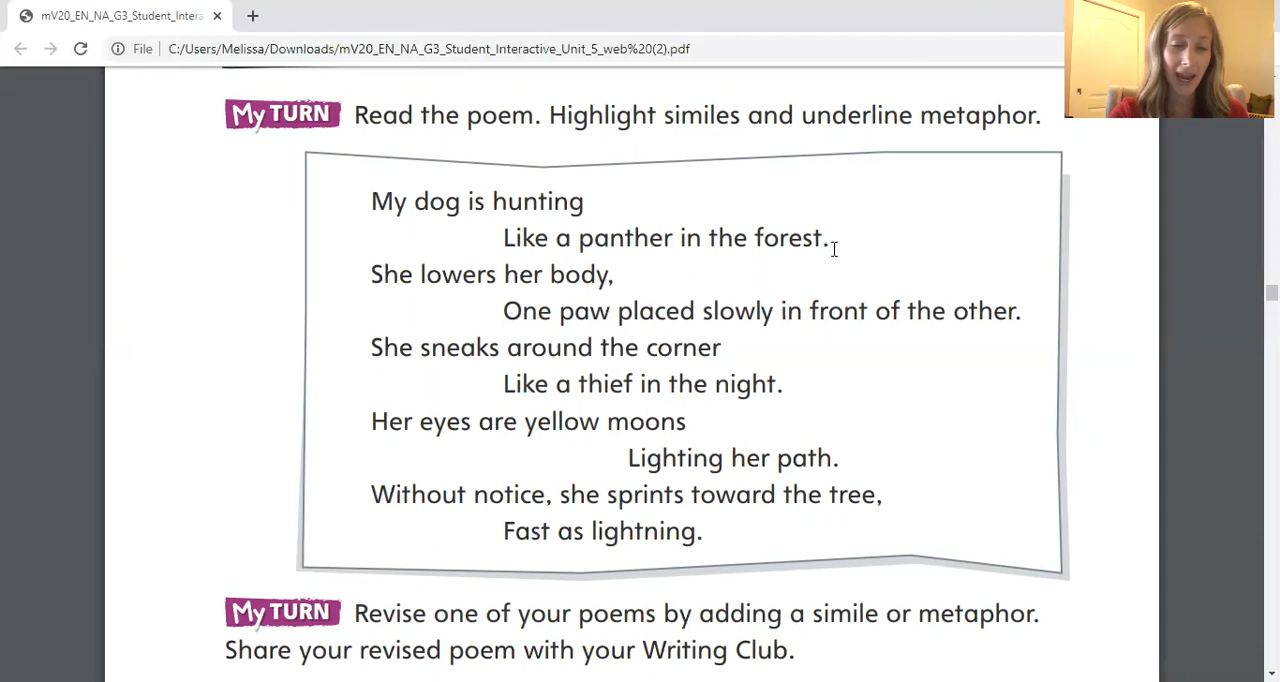 mV20_EN_NA_G3_Student_Intera
File C:/Users/Melissa/Downloads/mV20_EN_NA_G3_Student_Interactive_Unit_5_web%20(2).pdf
My TURN Read the poem. Highlight similes and underline metaphor.
My dog is hunting
Like a panther in the forest.
She lowers her body,
One paw placed slowly in front of the other.
She sneaks around the corner
Like a thief in the night.
Her eyes are yellow moons
Lighting her path.
Without notice, she sprints toward the tree,
Fast as lightning.
My TURN Revise one of your poems by adding a simile or metaphor.
Share your revised poem with your Writing Club.